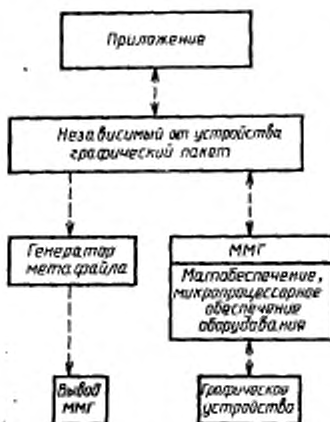 Приложение
Независимый от устройства
графический пакет
Генератор
метафайла
ММГ
Матобеспечение,
микропроцессорное
обеспечение
оборудования
Вывод
ММГ
Графическое
устройство